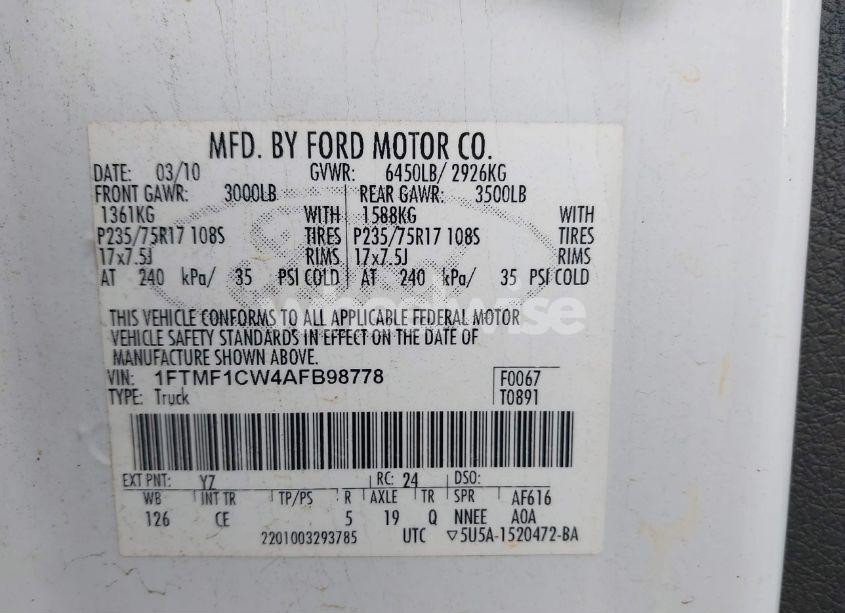 MFD. BY FORD MOTOR CO.
DATE: 03/10 GVWR: 6450LB/ 2926KG
FRONT GAWR: 3000LB REAR GAWR: 3500LB
1361KG WITH 1588KG WITH
P235/75R17 108S TIRES P235/75R17 108S TIRES
17x7.5J RIMS 17x7.5J RIMS
AT 240 kPa/ 35 PSI COLD AT 240 kPa/ 35 PSI COLD
THIS VEHICLE CONFORMS TO ALL APPLICABLE FEDERAL MOTOR
VEHICLE SAFETY STANDARDS IN EFFECT ON THE DATE OF
MANUFACTURE SHOWN ABOVE.
VIN: 1FTMF1CW4AFB98778 F0067
TYPE: Truck T0891
EXT PNT: YZ RC: 24 DSO:
WB INT TR TP/PS R AXLE TR SPR AF616
126 CE 5 19 Q NNEE A0A
2201003293785 UTC ▽5U5A-1520472-BA